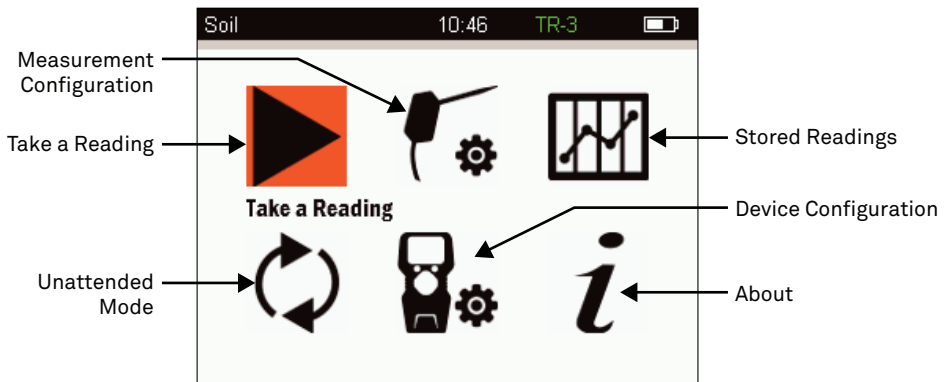 Soil 10:46 TR-3
Measurement
Configuration
Take a Reading
Stored Readings
Take a Reading
Device Configuration
Unattended
Mode
About